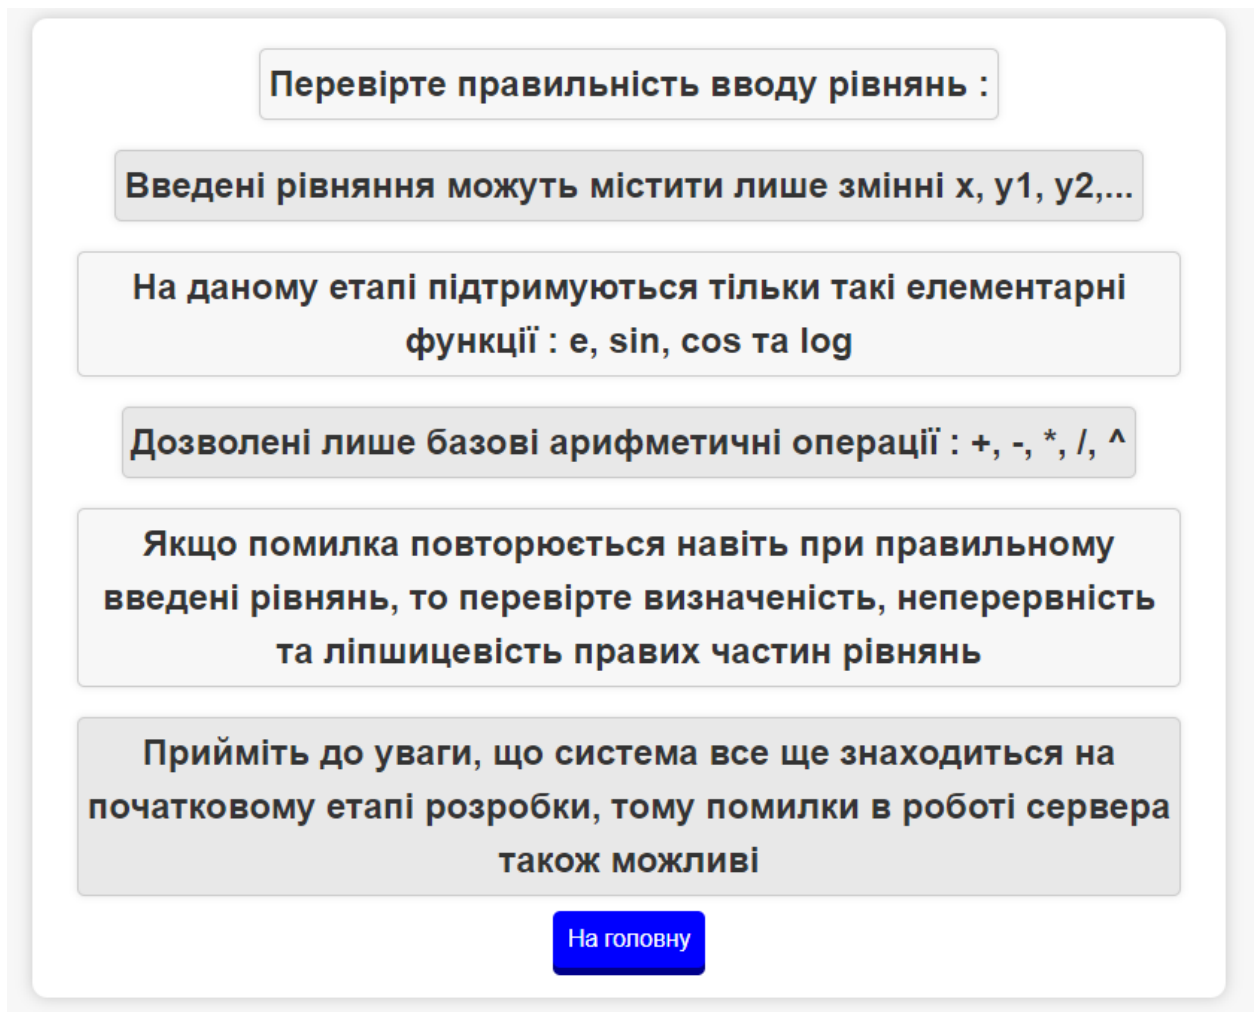 Перевірте правильність вводу рівнянь :
Введені рівняння можуть містити лише змінні x, y1, y2,...
На даному етапі підтримуються тільки такі елементарні
функції : e, sin, cos та log
Дозволені лише базові арифметичні операції : +, -, *, /, ^
Якщо помилка повторюється навіть при правильному
введені рівнянь, то перевірте визначеність, неперервність
та ліпшицевість правих частин рівнянь
Прийміть до уваги, що система все ще знаходиться на
початковому етапі розробки, тому помилки в роботі сервера
також можливі
На головну